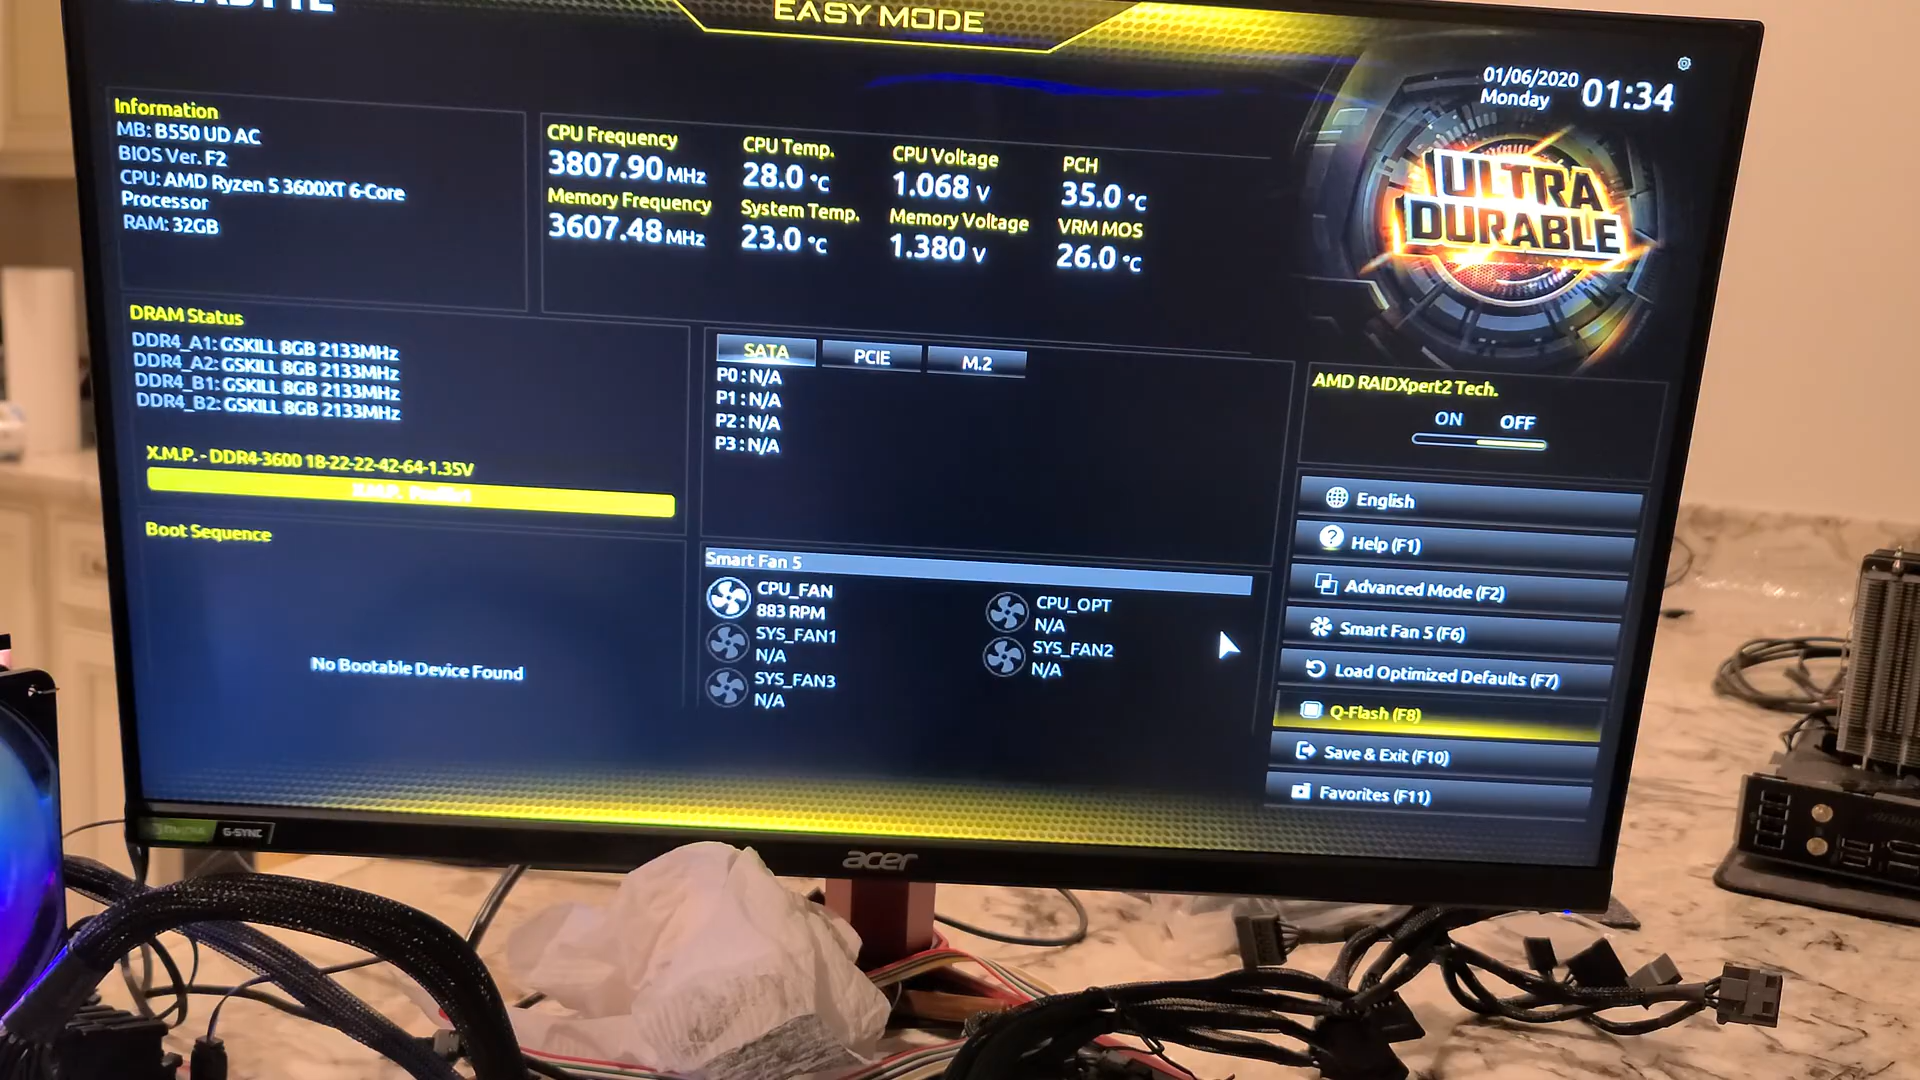 EASY MODE
01/06/2020
Monday
01:34
Information
MB: B550 UD AC
BIOS Ver. F2
CPU: AMD Ryzen 5 3600XT 6-Core
Processor
RAM: 32GB
CPU Frequency
3807.90 MHz
CPU Temp.
28.0 °C
CPU Voltage
1.068 V
PCH
35.0 °C
Memory Frequency
3607.48 MHz
System Temp.
23.0 °C
Memory Voltage
1.380 V
VRM MOS
26.0 °C
ULTRA
DURABLE
DRAM Status
DDR4_A1: GSKILL 8GB 2133MHz
DDR4_A2: GSKILL 8GB 2133MHz
DDR4_B1: GSKILL 8GB 2133MHz
DDR4_B2: GSKILL 8GB 2133MHz
X.M.P. - DDR4-3600 18-22-22-42-64-1.35V
X.M.P. Profile1
SATA
PCIE
M.2
P0 : N/A
P1 : N/A
P2 : N/A
P3 : N/A
AMD RAIDXpert2 Tech.
ON OFF
Boot Sequence
No Bootable Device Found
Smart Fan 5
CPU_FAN
883 RPM
CPU_OPT
N/A
SYS_FAN1
N/A
SYS_FAN2
N/A
SYS_FAN3
N/A
English
Help (F1)
Advanced Mode (F2)
Smart Fan 5 (F6)
Load Optimized Defaults (F7)
Q-Flash (F8)
Save & Exit (F10)
Favorites (F11)
NVIDIA G-SYNC
acer